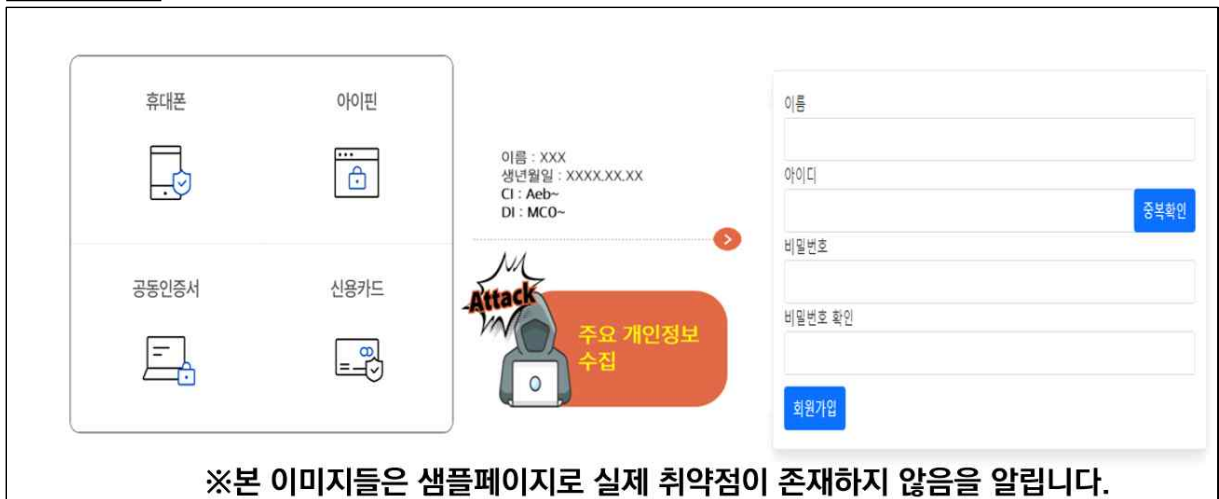 휴대폰
아이핀
공동인증서
신용카드
이름 : XXX
생년월일 : XXXX.XX.XX
CI : Aeb~
DI : MC0~
Attack
주요 개인정보
수집
이름
아이디
중복확인
비밀번호
비밀번호 확인
회원가입
※본 이미지들은 샘플페이지로 실제 취약점이 존재하지 않음을 알립니다.